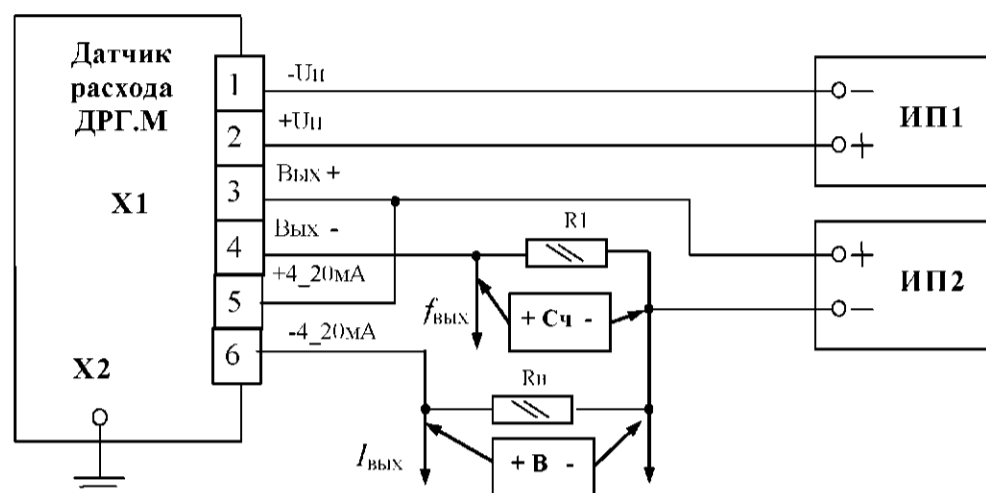 Датчик
расхода
ДРГ.М
X1
X2
1
2
3
4
5
6
-Uп
+Uп
Вых +
Вых -
+4_20мА
-4_20мА
R1
+ Сч -
fвых
Rн
+ В -
Iвых
− ИП1
+
+ ИП2
−